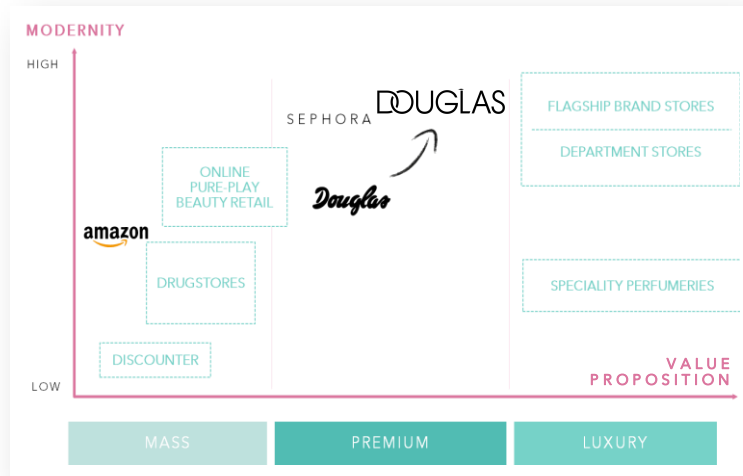 MODERNITY
HIGH
DOUGLAS
SEPHORA
FLAGSHIP BRAND STORES
DEPARTMENT STORES
ONLINE
PURE-PLAY
BEAUTY RETAIL
Douglas
amazon
DRUGSTORES
SPECIALITY PERFUMERIES
DISCOUNTER
VALUE
PROPOSITION
LOW
MASS
PREMIUM
LUXURY